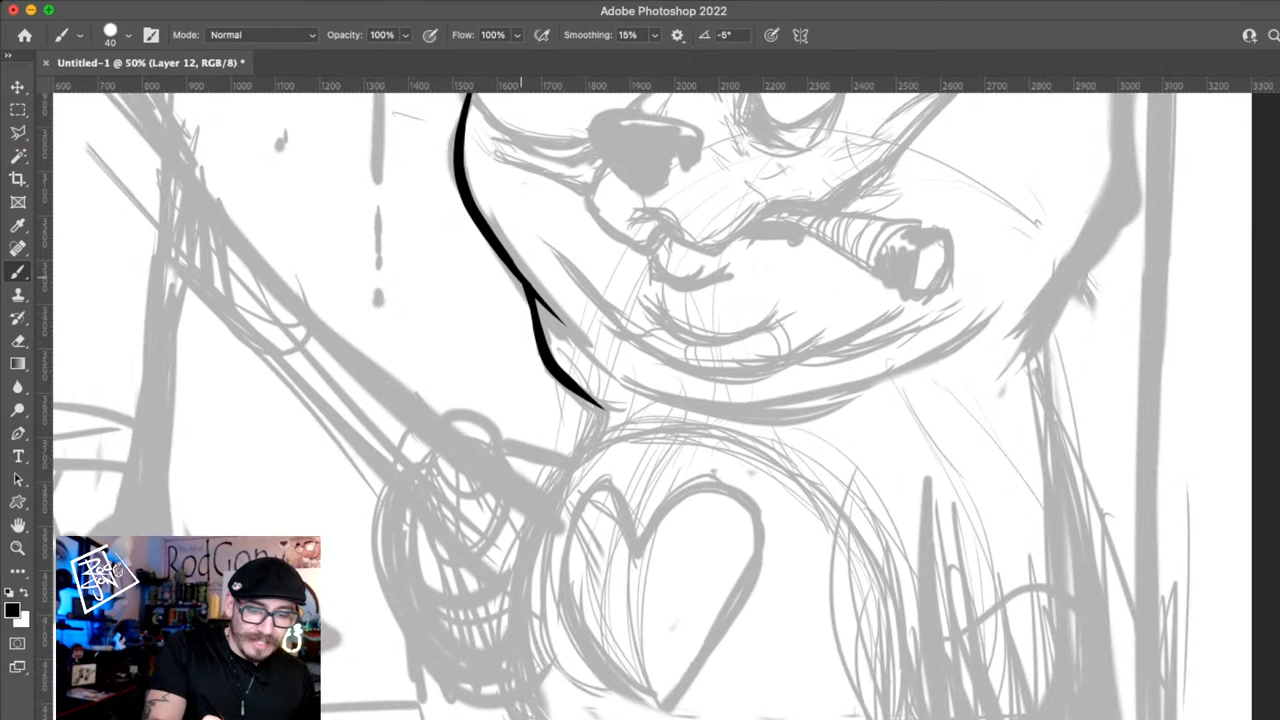 Adobe Photoshop 2022
40
Mode: Normal
Opacity: 100%
Flow: 100%
Smoothing: 15%
-5°
Untitled-1 @ 50% (Layer 12, RGB/8) *
600 700 800 900 1000 1100 1200 1300 1400 1500 1600 1700 1800 1900 2000 2100 2200 2300 2400 2500 2600 2700 2800 2900 3000 3100 3200 3300